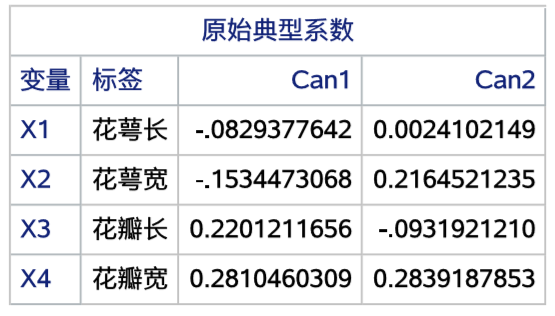 原始典型系数
变量 标签 Can1 Can2
X1 花萼长 -.0829377642 0.0024102149
X2 花萼宽 -.1534473068 0.2164521235
X3 花瓣长 0.2201211656 -.0931921210
X4 花瓣宽 0.2810460309 0.2839187853